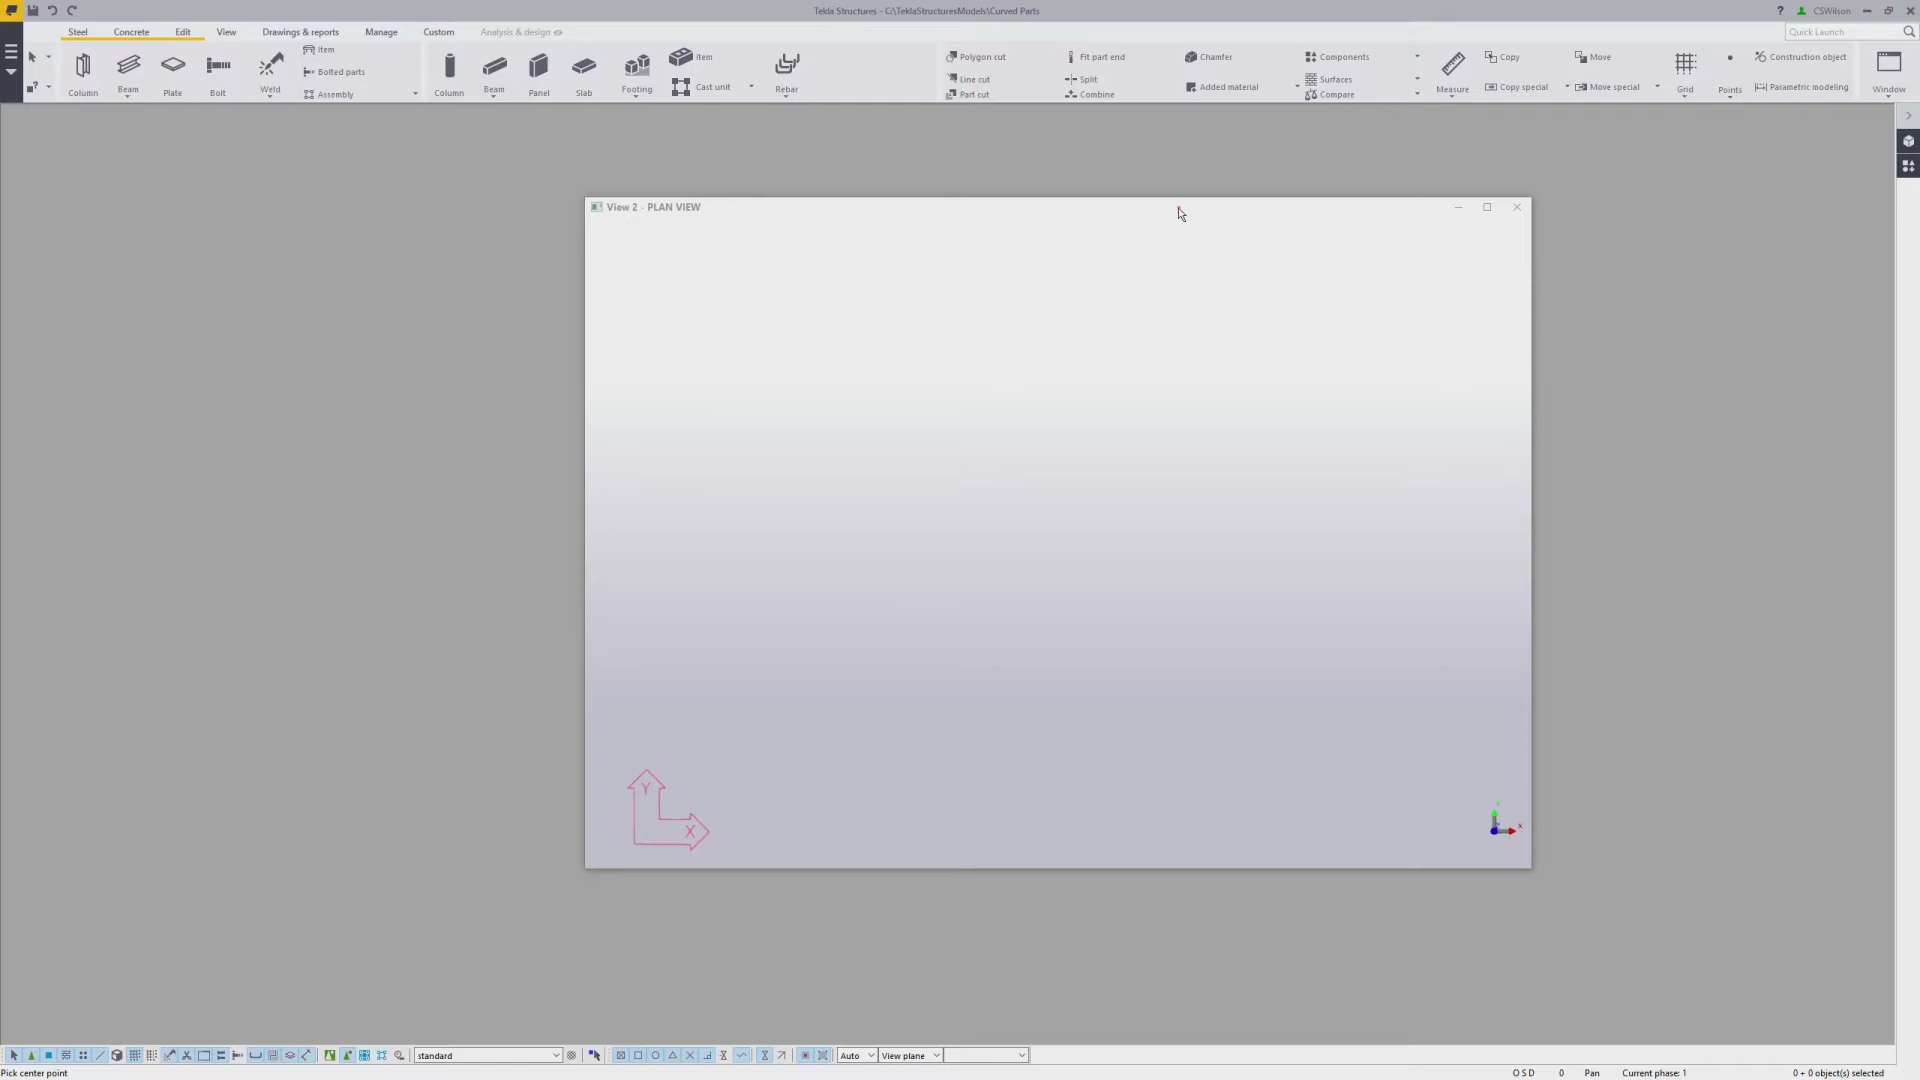 Tekla Structures - C:\TeklaStructuresModels\Curved Parts
? CSWilson
Steel Concrete Edit View Drawings & reports Manage Custom Analysis & design
Quick Launch
Column Beam Plate Bolt Weld
Item
Bolted parts
Assembly
Column Beam Panel Slab Footing
Item
Cast unit
Rebar
Polygon cut
Line cut
Part cut
Fit part end
Split
Combine
Chamfer
Added material
Components
Surfaces
Compare
Measure
Copy
Copy special
Move
Move special
Grid
Points
Construction object
Parametric modeling
Window
View 2 - PLAN VIEW
Y
X
x
standard
Auto
View plane
Pick center point
O S D 0 Pan Current phase: 1 0 + 0 object(s) selected